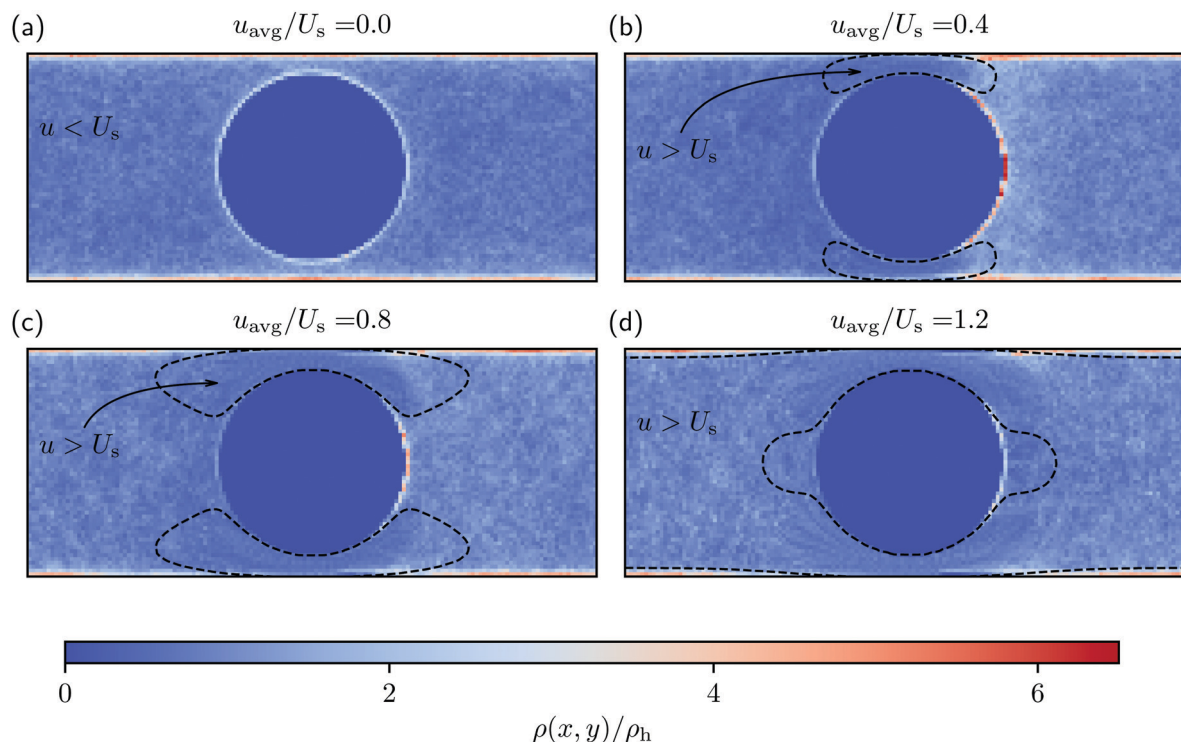 (a) u_avg/U_s =0.0
(b) u_avg/U_s =0.4
u < U_s
u > U_s
(c) u_avg/U_s =0.8
(d) u_avg/U_s =1.2
u > U_s
u > U_s
0 2 4 6
ρ(x, y)/ρ_h